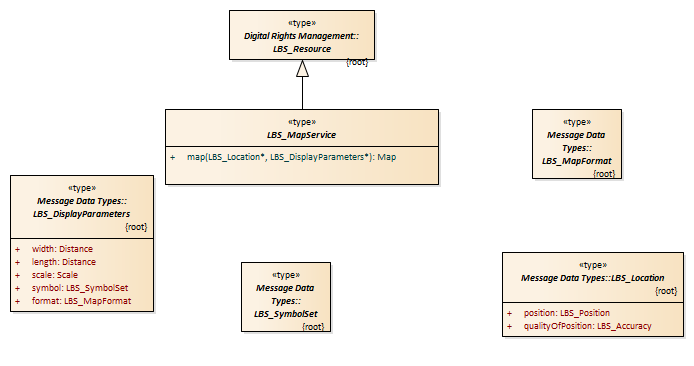 «type»
Digital Rights Management::
LBS_Resource
{root}
«type»
LBS_MapService
+ map(LBS_Location*, LBS_DisplayParameters*): Map
«type»
Message Data
Types::
LBS_MapFormat
{root}
«type»
Message Data Types::
LBS_DisplayParameters
{root}
+ width: Distance
+ length: Distance
+ scale: Scale
+ symbol: LBS_SymbolSet
+ format: LBS_MapFormat
«type»
Message Data
Types::
LBS_SymbolSet
{root}
«type»
Message Data Types::LBS_Location
{root}
+ position: LBS_Position
+ qualityOfPosition: LBS_Accuracy